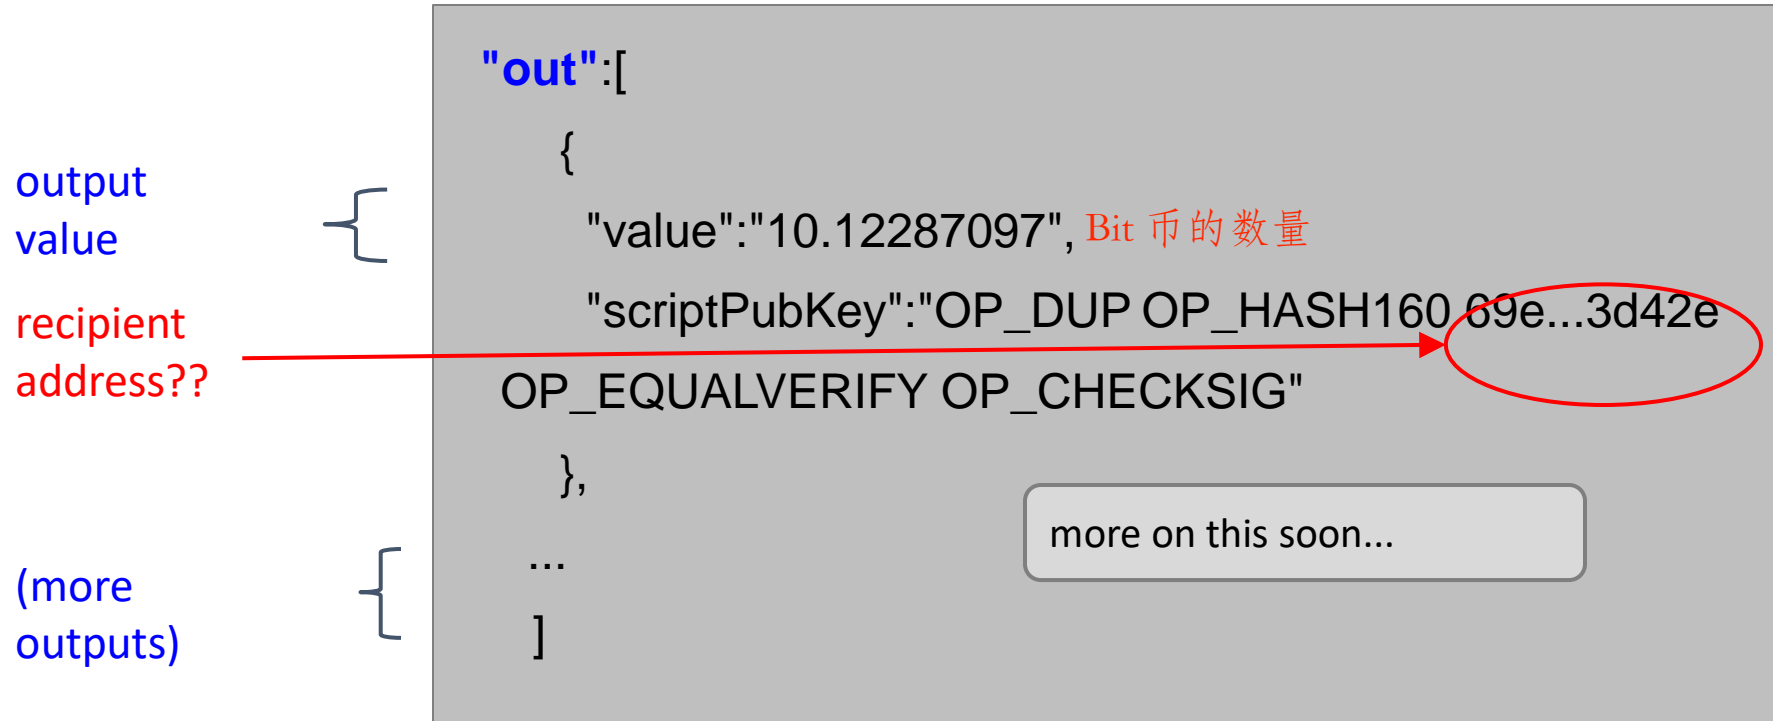 "out":[
{
output
value
"value":"10.12287097", Bit 币的数量
recipient
address??
"scriptPubKey":"OP_DUP OP_HASH160 69e...3d42e
OP_EQUALVERIFY OP_CHECKSIG"
},
more on this soon...
(more
outputs)
...
]